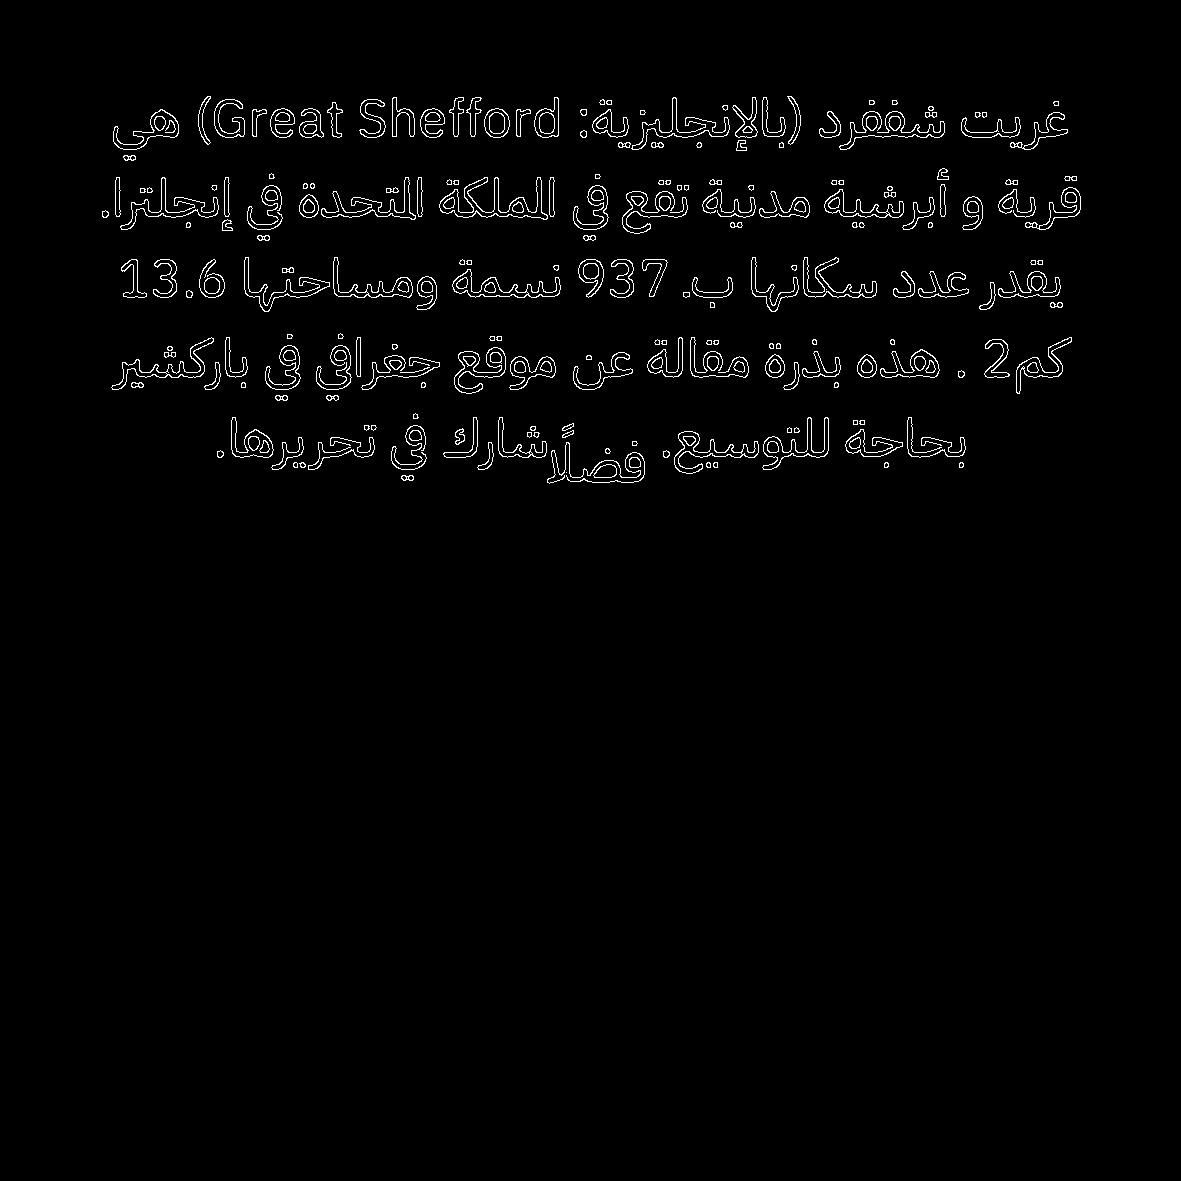 غريت شففرد (بالإنجليزية: Great Shefford) هي
قرية و أبرشية مدنية تقع في المملكة المتحدة في إنجلترا.
يقدر عدد سكانها ب. 937 نسمة ومساحتها 13.6
كم2 . هذه بذرة مقالة عن موقع جغرافي في باركشير
بحاجة للتوسيع. فضلًا شارك في تحريرها.